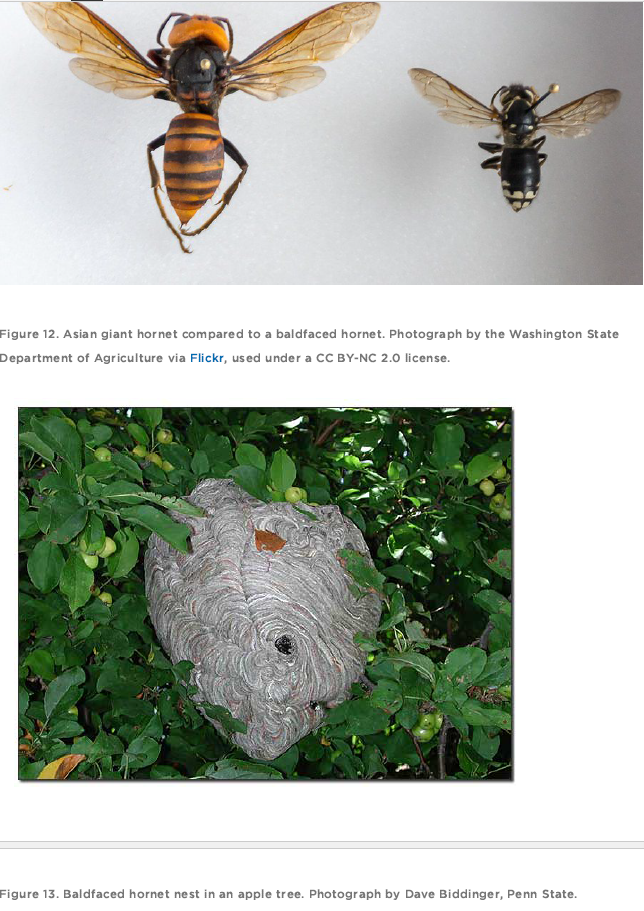 Figure 12. Asian giant hornet compared to a baldfaced hornet. Photograph by the Washington State
Department of Agriculture via Flickr, used under a CC BY-NC 2.0 license.
Figure 13. Baldfaced hornet nest in an apple tree. Photograph by Dave Biddinger, Penn State.